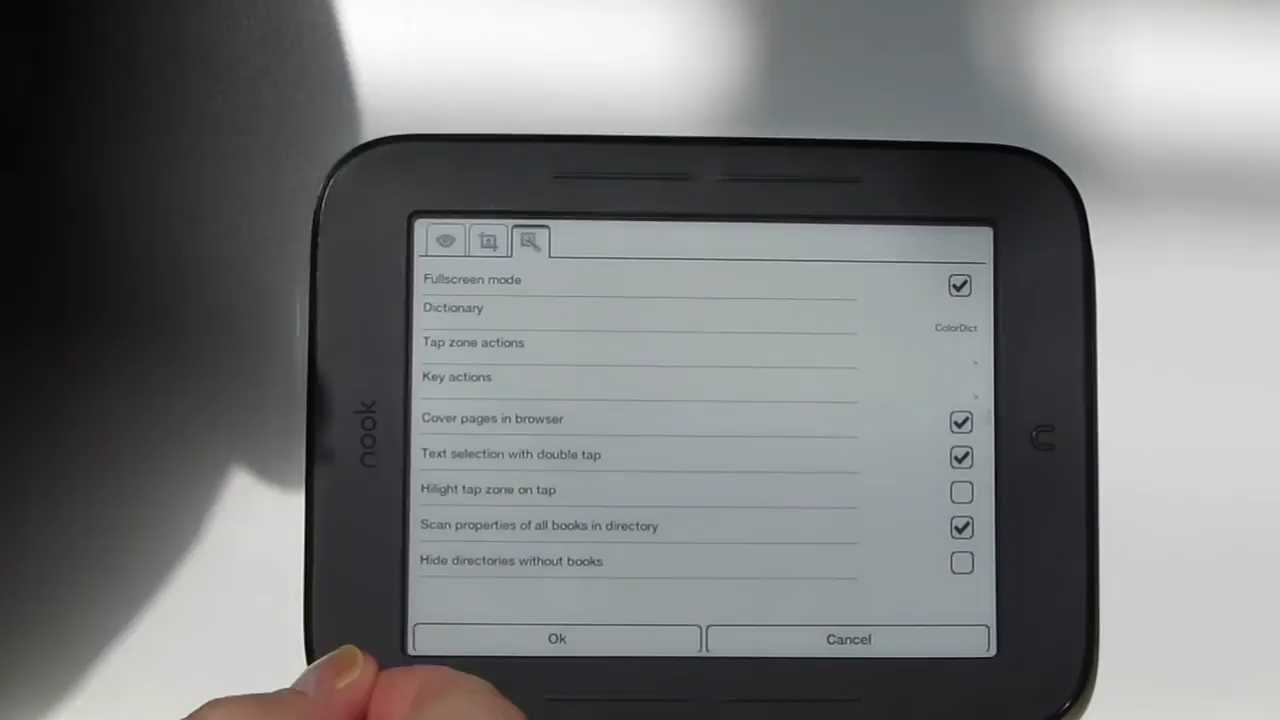 Fullscreen mode
Dictionary
ColorDict
Tap zone actions
Key actions
Cover pages in browser
Text selection with double tap
Hilight tap zone on tap
Scan properties of all books in directory
Hide directories without books
Ok
Cancel
nook